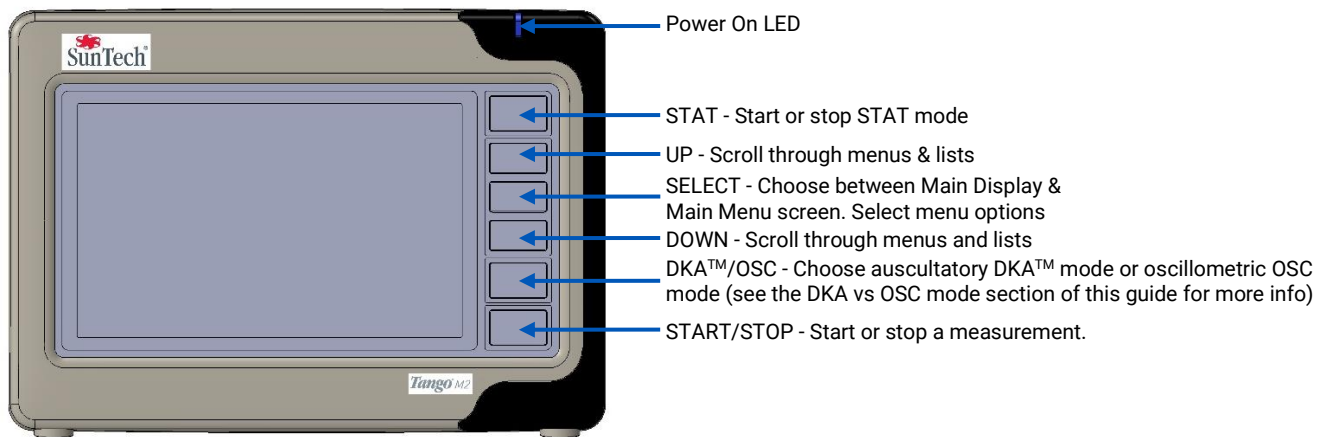 Power On LED
SunTech®
STAT - Start or stop STAT mode
UP - Scroll through menus & lists
SELECT - Choose between Main Display &
Main Menu screen. Select menu options
DOWN - Scroll through menus and lists
DKA™/OSC - Choose auscultatory DKA™ mode or oscillometric OSC
mode (see the DKA vs OSC mode section of this guide for more info)
START/STOP - Start or stop a measurement.
Tango M2